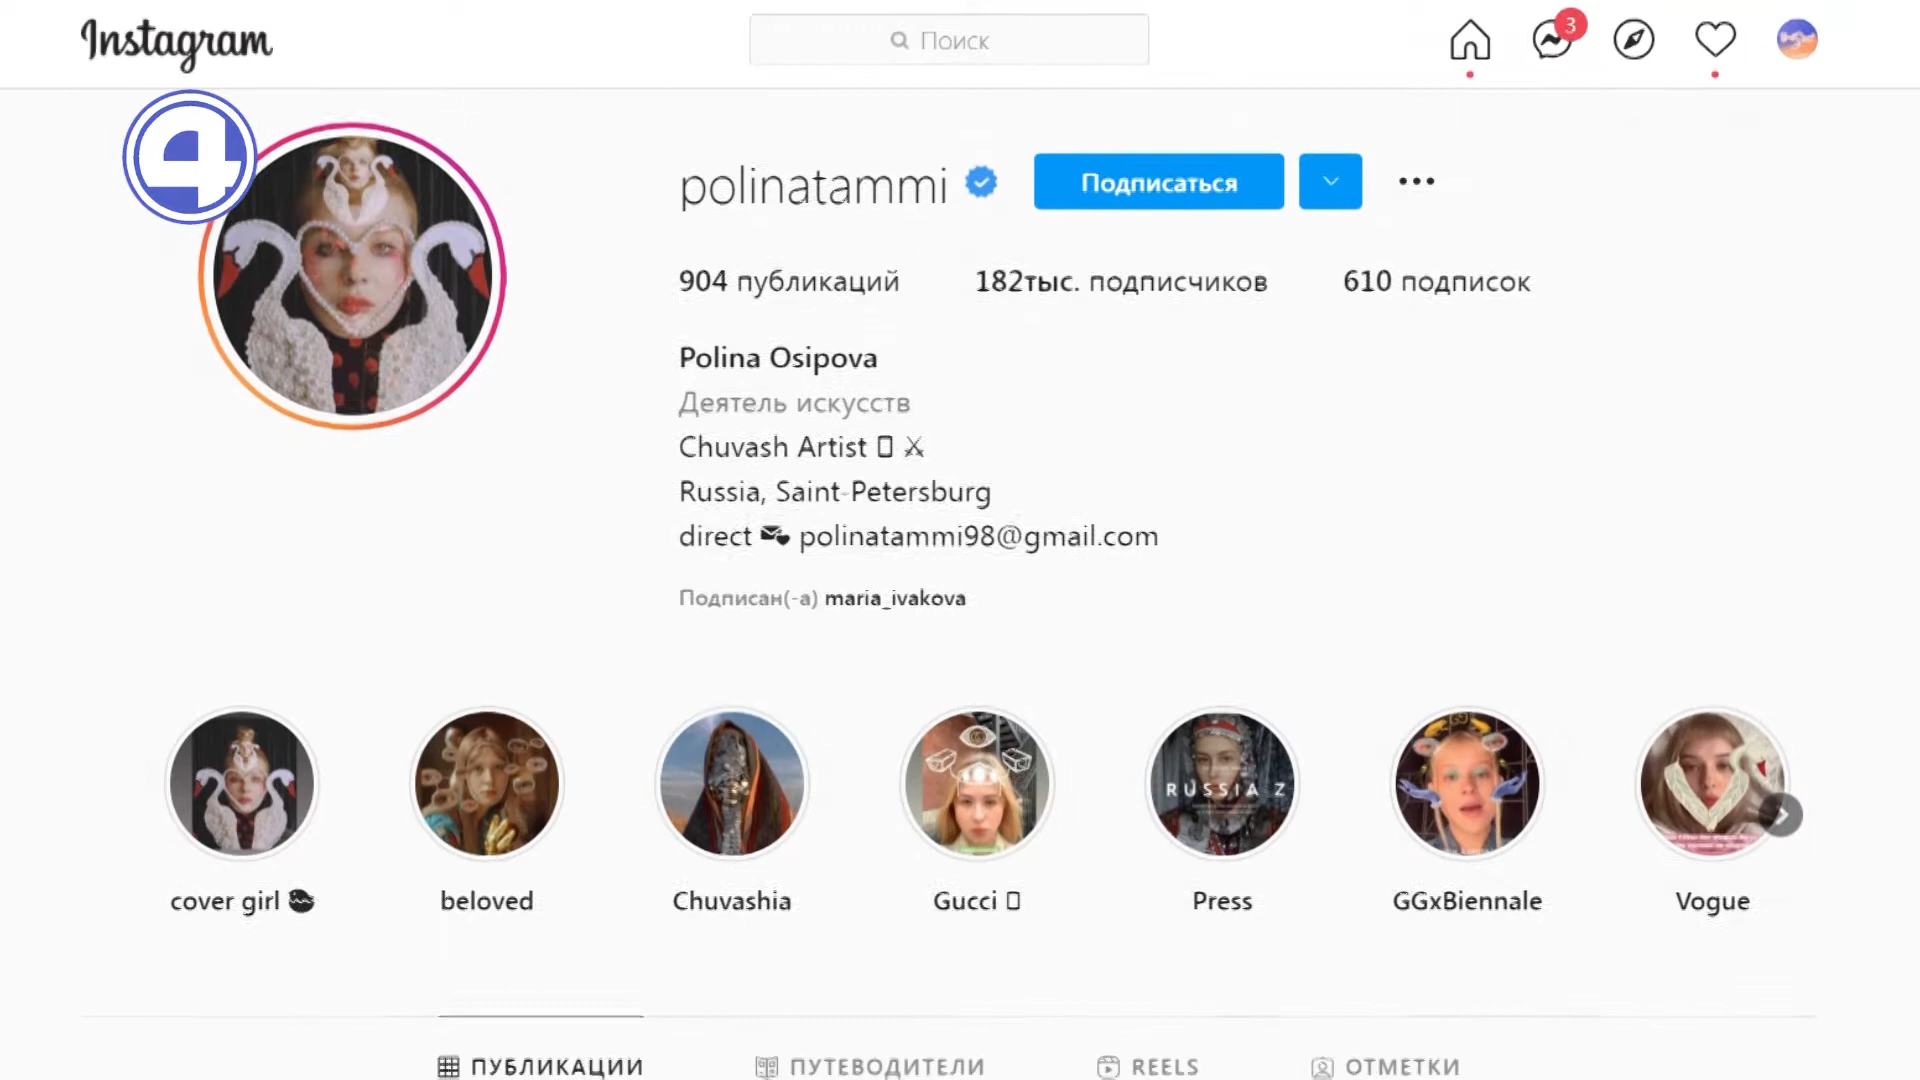 Instagram
Поиск
3
4
polinatammi
Подписаться
904 публикаций 182тыс. подписчиков 610 подписок
Polina Osipova
Деятель искусств
Chuvash Artist
Russia, Saint-Petersburg
direct polinatammi98@gmail.com
Подписан(-а) maria_ivakova
RUSSIA Z
cover girl beloved Chuvashia Gucci Press GGxBiennale Vogue
ПУБЛИКАЦИИ ПУТЕВОДИТЕЛИ REELS ОТМЕТКИ